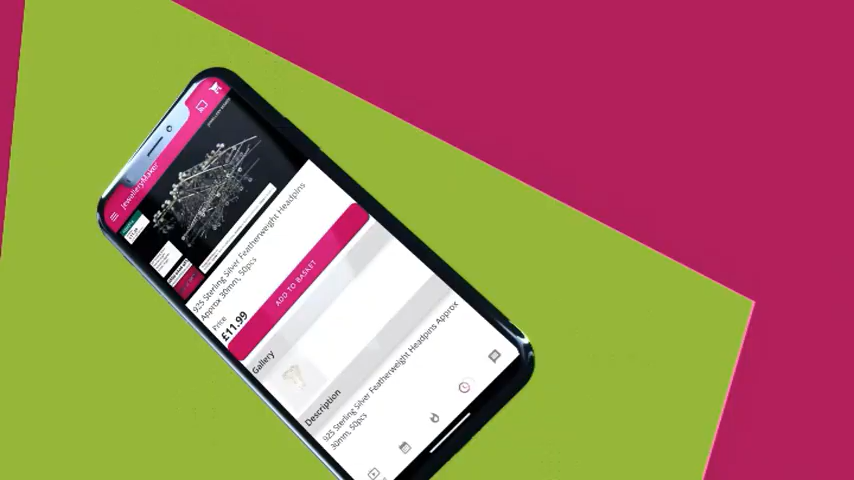 JewelleryMaker
925 Sterling Silver Featherweight Headpins
Approx 30mm, 50pcs
Price
£11.99
ADD TO BASKET
Gallery
Description
925 Sterling Silver Featherweight Headpins Approx
30mm, 50pcs